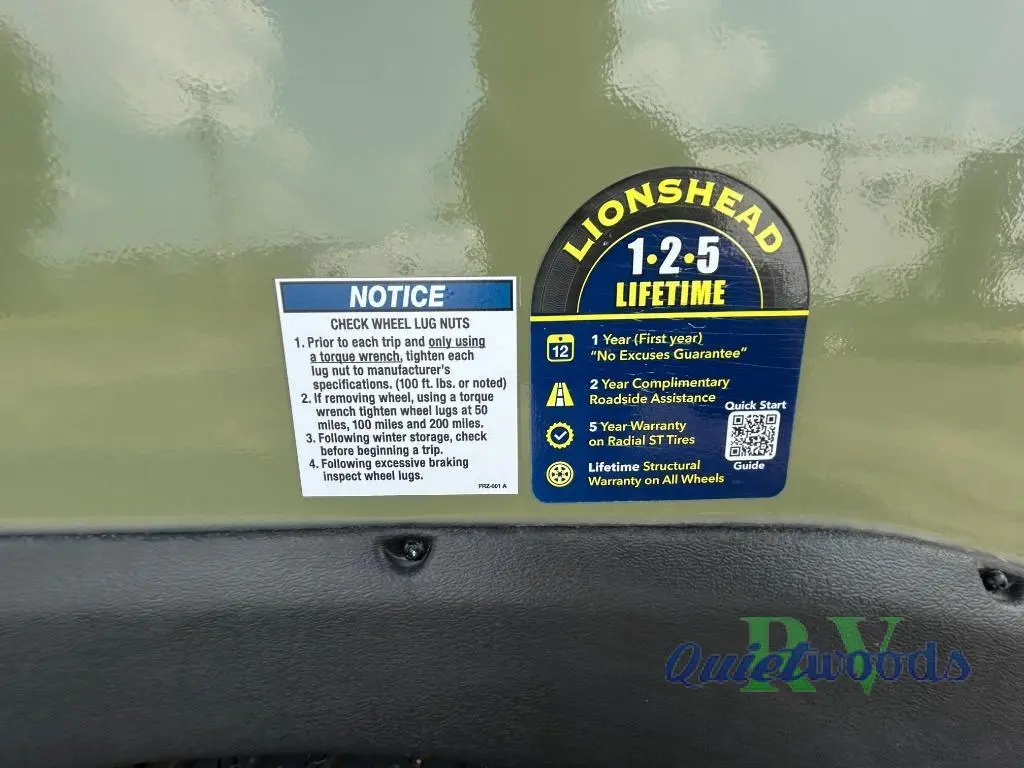 NOTICE
CHECK WHEEL LUG NUTS
1. Prior to each trip and only using
a torque wrench, tighten each
lug nut to manufacturer's
specifications. (100 ft. lbs. or noted)
2. If removing wheel, using a torque
wrench tighten wheel lugs at 50
miles, 100 miles and 200 miles.
3. Following winter storage, check
before beginning a trip.
4. Following excessive braking
inspect wheel lugs.
FRZ-001 A
LIONSHEAD
1·2·5
LIFETIME
12
1 Year (First year)
"No Excuses Guarantee"
2 Year Complimentary
Roadside Assistance
5 Year Warranty
on Radial ST Tires
Lifetime Structural
Warranty on All Wheels
Quick Start
Guide
Quietwoods
RV